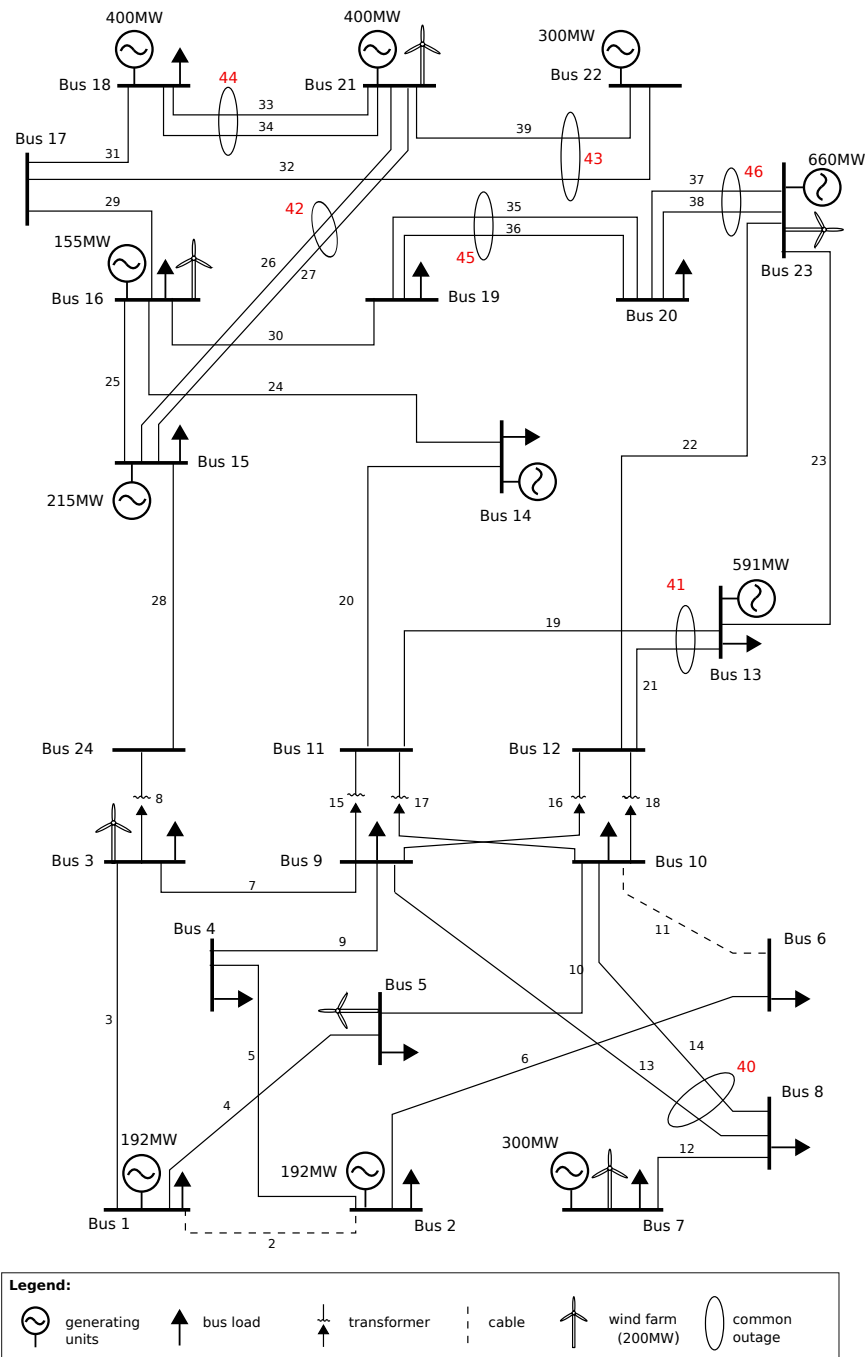 400MW
400MW
300MW
Bus 18
44
Bus 21
Bus 22
33
34
39
Bus 17
31
32
43
46
660MW
37
38
29
42
35
36
45
155MW
26
27
Bus 23
Bus 16
Bus 19
Bus 20
30
25
24
22
23
Bus 15
215MW
Bus 14
591MW
41
28
20
19
Bus 13
21
Bus 24
Bus 11
Bus 12
8
15
17
16
18
Bus 3
Bus 9
Bus 10
7
Bus 4
9
11
Bus 6
10
Bus 5
3
5
6
14
13
40
4
Bus 8
192MW
192MW
300MW
12
Bus 1
2
Bus 2
Bus 7
Legend:
generating
units
bus load
transformer
cable
wind farm
(200MW)
common
outage